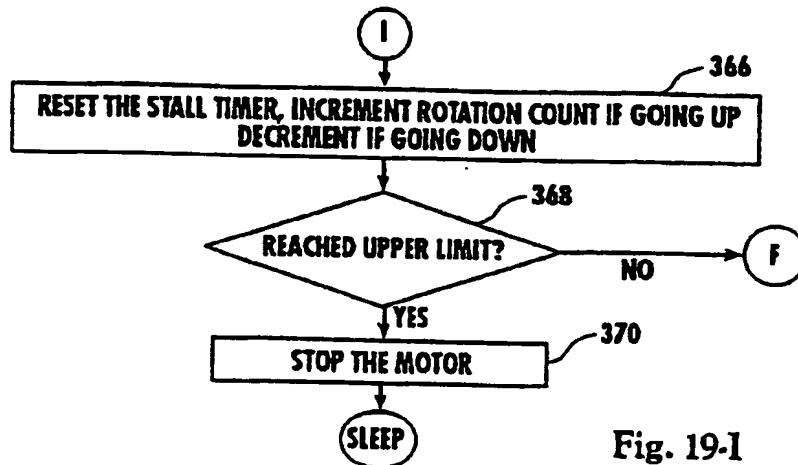 I
366
RESET THE STALL TIMER, INCREMENT ROTATION COUNT IF GOING UP
DECREMENT IF GOING DOWN
368
REACHED UPPER LIMIT?
NO
F
YES
370
STOP THE MOTOR
SLEEP
Fig. 19-I